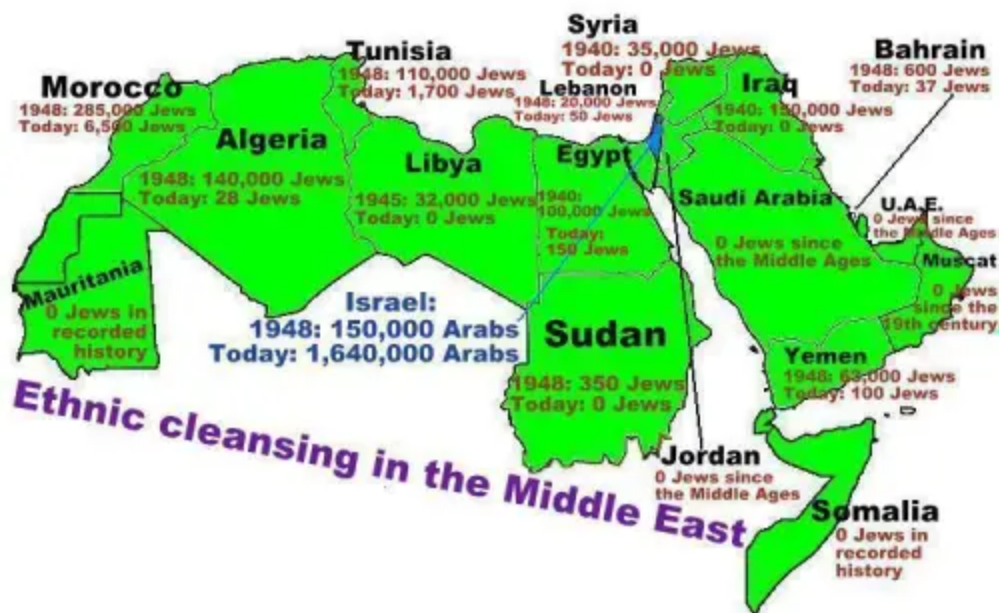 Syria
1940: 35,000 Jews
Today: 0 Jews
Bahrain
1948: 600 Jews
Today: 37 Jews
Tunisia
1948: 110,000 Jews
Today: 1,700 Jews
Lebanon
1948: 20,000 Jews
Today: 50 Jews
Iraq
1940: 150,000 Jews
Today: 0 Jews
Morocco
1948: 285,000 Jews
Today: 6,500 Jews
Algeria
1948: 140,000 Jews
Today: 28 Jews
Libya
1945: 32,000 Jews
Today: 0 Jews
Egypt
1940:
100,000 Jews
Today:
150 Jews
Saudi Arabia
0 Jews since
the Middle Ages
U.A.E.
0 Jews since
the Middle Ages
Muscat
0 Jews
since the
19th century
Mauritania
0 Jews in
recorded
history
Israel:
1948: 150,000 Arabs
Today: 1,640,000 Arabs
Sudan
1948: 350 Jews
Today: 0 Jews
Yemen
1948: 63,000 Jews
Today: 100 Jews
Jordan
0 Jews since
the Middle Ages
Somalia
0 Jews in
recorded
history
Ethnic cleansing in the Middle East